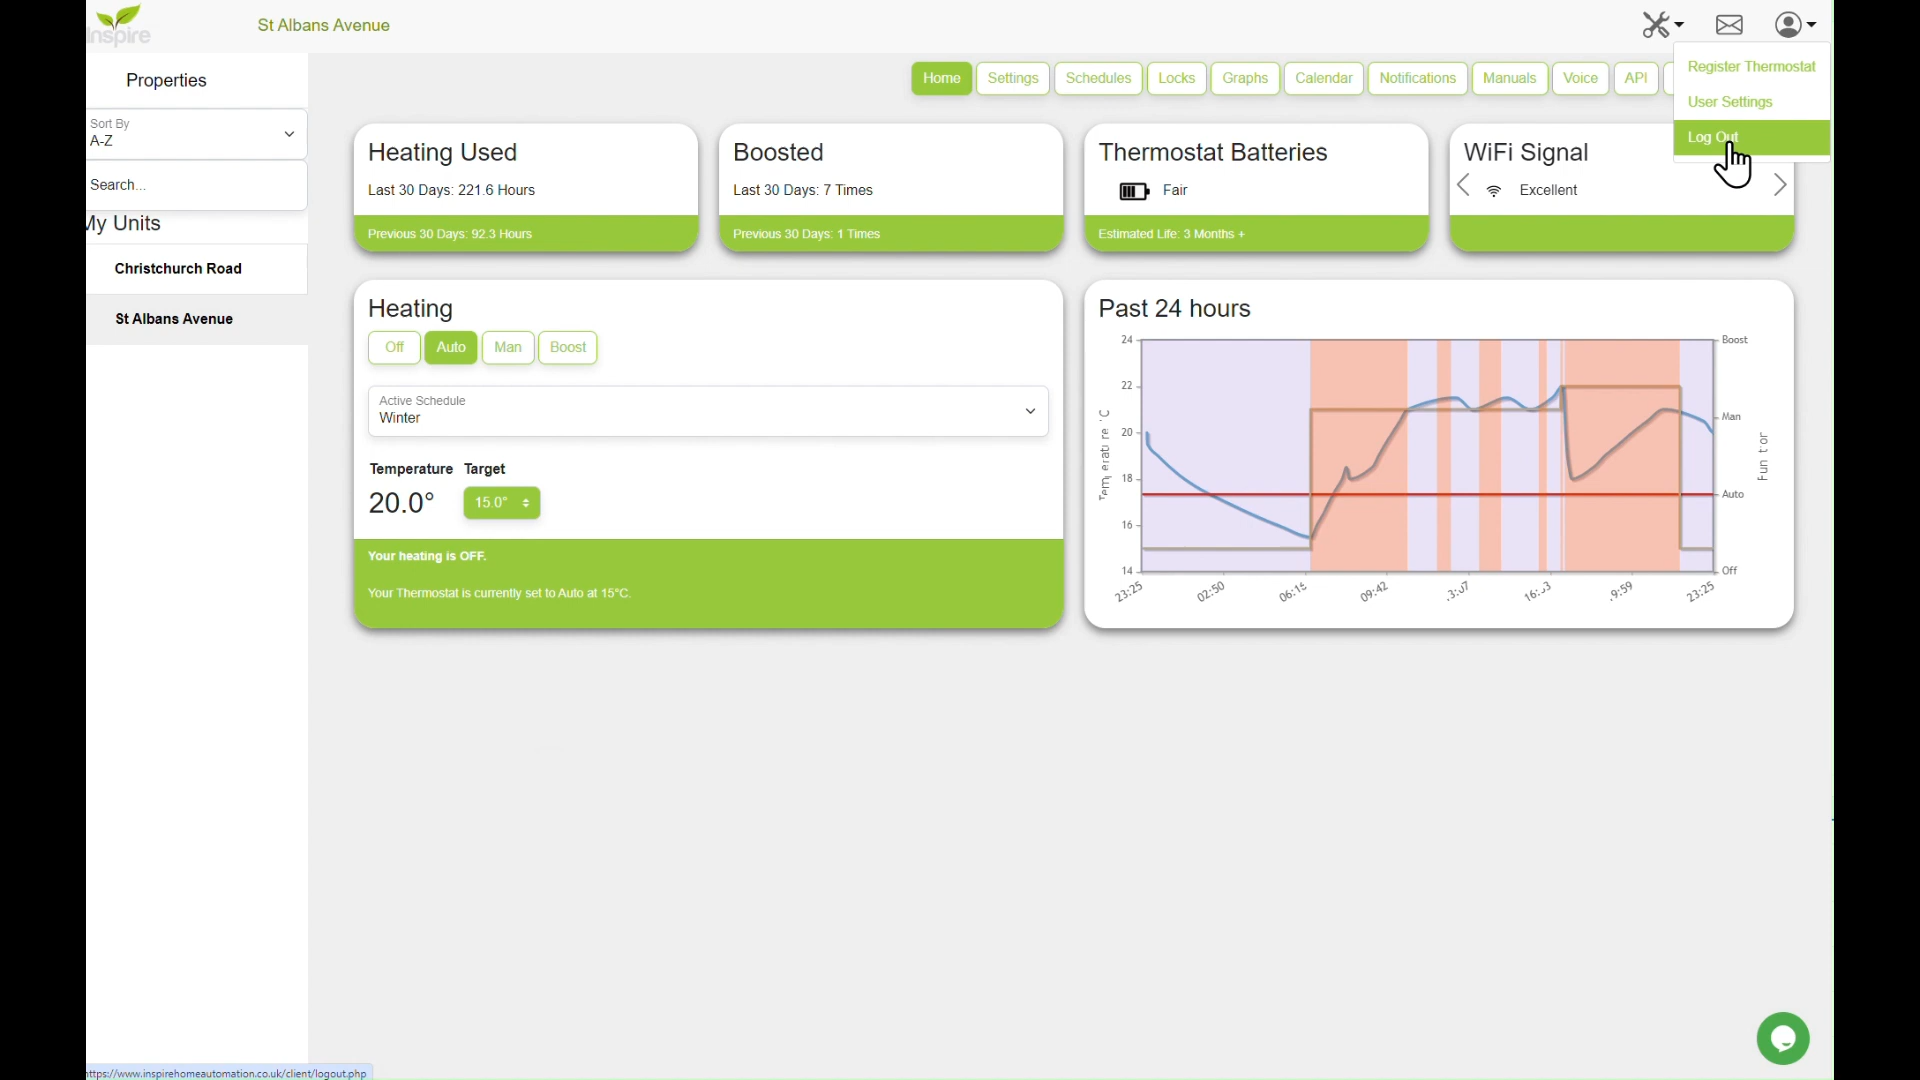 inspire
St Albans Avenue
Properties
Sort By
A-Z
Search...
My Units
Christchurch Road
St Albans Avenue
Home
Settings
Schedules
Locks
Graphs
Calendar
Notifications
Manuals
Voice
API
Register Thermostat
User Settings
Log Out
Heating Used
Last 30 Days: 221.6 Hours
Previous 30 Days: 92.3 Hours
Boosted
Last 30 Days: 7 Times
Previous 30 Days: 1 Times
Thermostat Batteries
Fair
Estimated Life: 3 Months +
WiFi Signal
Excellent
Heating
Off
Auto
Man
Boost
Active Schedule
Winter
Temperature Target
20.0° 15.0°
Your heating is OFF.
Your Thermostat is currently set to Auto at 15°C.
Past 24 hours
24
22
20
18
16
14
Boost
Man
Auto
Off
23:25
02:50
09:42
23:25
ttps://www.inspirehomeautomation.co.uk/client/logout.php